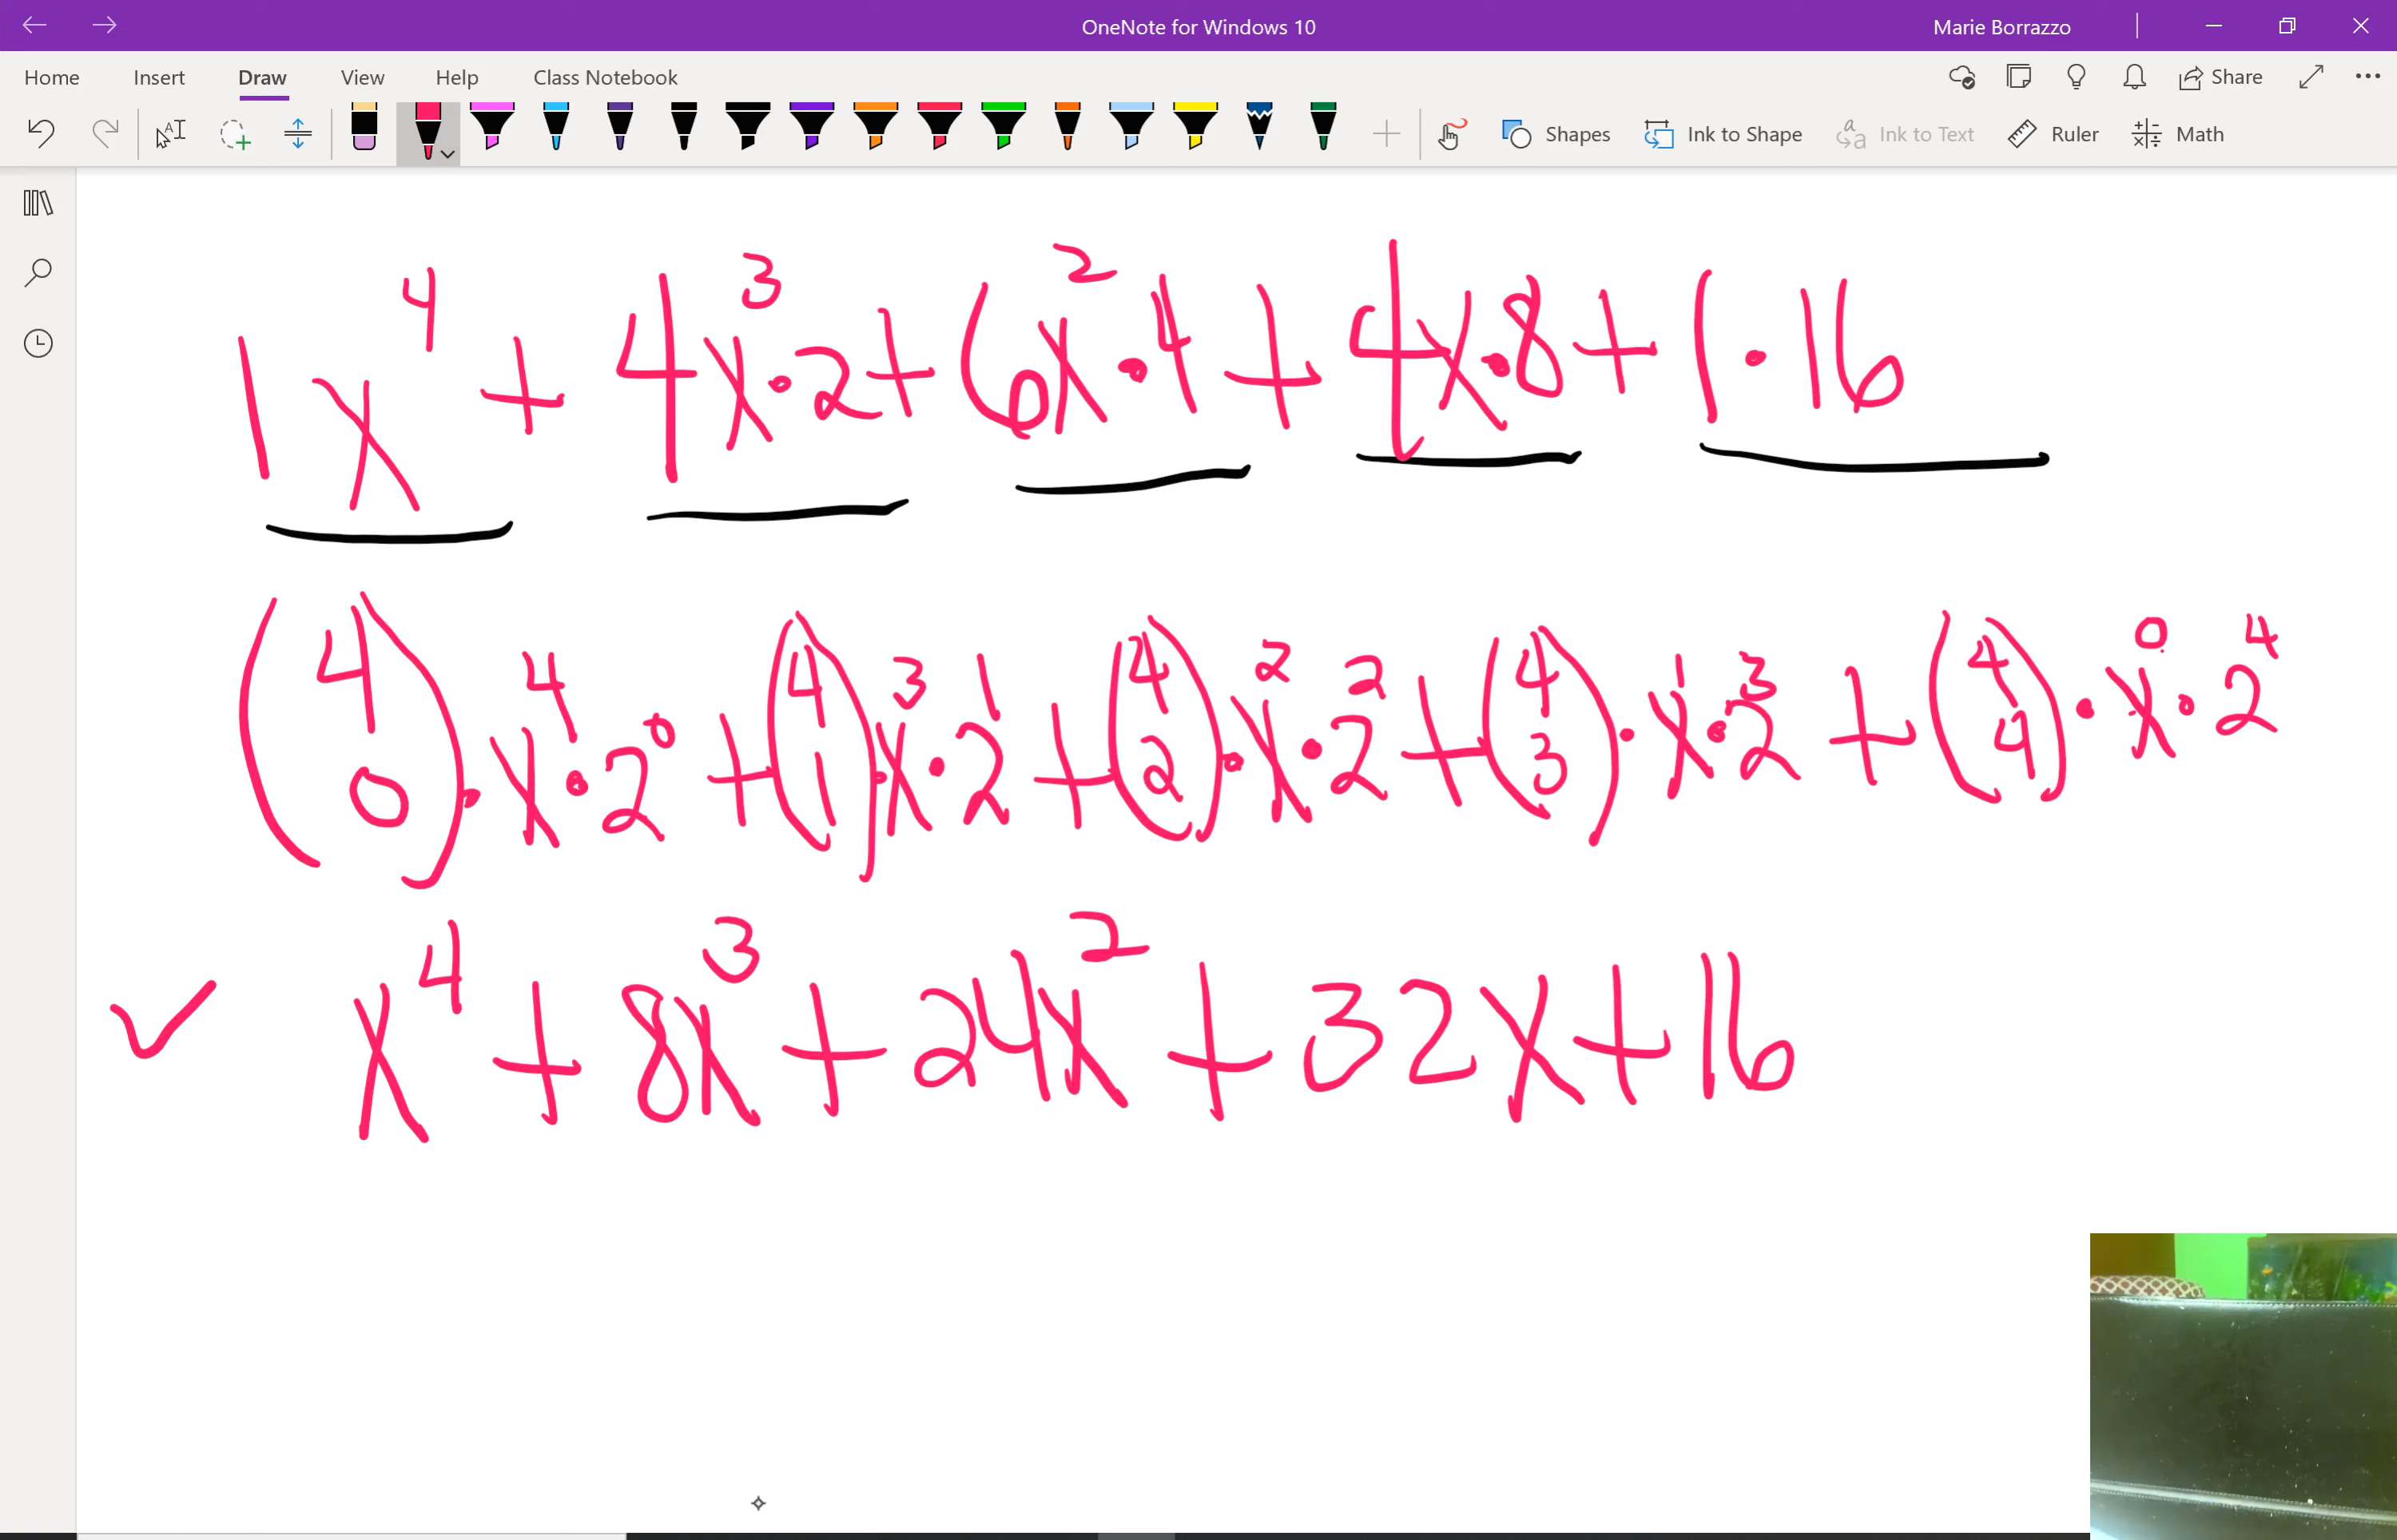 OneNote for Windows 10 Marie Borrazzo
Home Insert Draw View Help Class Notebook Share
Shapes Ink to Shape Ink to Text Ruler Math
1x⁴ + 4x³·2 + 6x²·4 + 4x·8 + 1·16
(4 0)·x⁴·2⁰ + (4 1)·x³·2¹ + (4 2)·x²·2² + (4 3)·x¹·2³ + (4 4)·x⁰·2⁴
✓ x⁴ + 8x³ + 24x² + 32x + 16